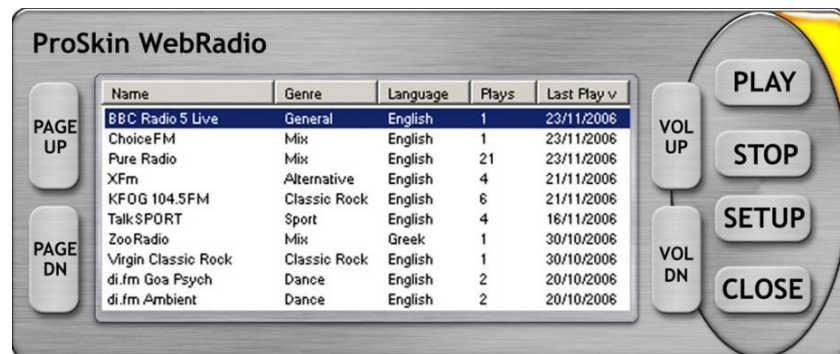 ProSkin WebRadio
PAGE UP
PAGE DN
Name Genre Language Plays Last Play v
BBC Radio 5 Live General English 1 23/11/2006
ChoiceFM Mix English 1 23/11/2006
Pure Radio Mix English 21 23/11/2006
XFm Alternative English 4 21/11/2006
KFOG 104.5FM Classic Rock English 6 21/11/2006
TalkSPORT Sport English 4 16/11/2006
ZooRadio Mix Greek 1 30/10/2006
Virgin Classic Rock Classic Rock English 1 30/10/2006
di.fm Goa Psych Dance English 2 20/10/2006
di.fm Ambient Dance English 2 20/10/2006
VOL UP
VOL DN
PLAY
STOP
SETUP
CLOSE